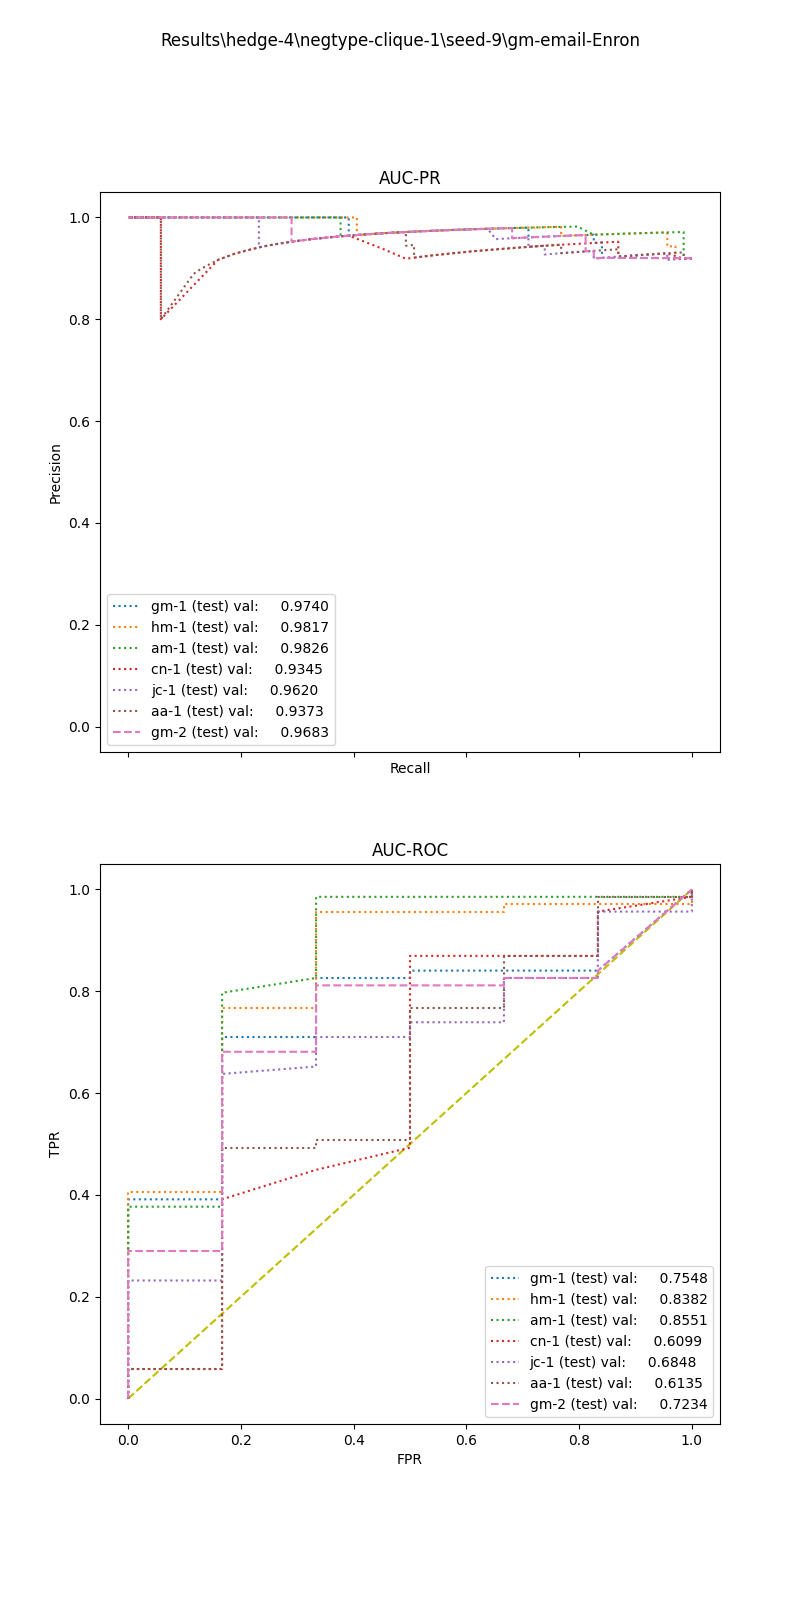 Results\hedge-4\negtype-clique-1\seed-9\gm-email-Enron
AUC-PR
1.0
0.8
0.6
0.4
0.2
0.0
Precision
gm-1 (test) val: 0.9740
hm-1 (test) val: 0.9817
am-1 (test) val: 0.9826
cn-1 (test) val: 0.9345
jc-1 (test) val: 0.9620
aa-1 (test) val: 0.9373
gm-2 (test) val: 0.9683
Recall
AUC-ROC
1.0
0.8
0.6
0.4
0.2
0.0
TPR
gm-1 (test) val: 0.7548
hm-1 (test) val: 0.8382
am-1 (test) val: 0.8551
cn-1 (test) val: 0.6099
jc-1 (test) val: 0.6848
aa-1 (test) val: 0.6135
gm-2 (test) val: 0.7234
0.0 0.2 0.4 0.6 0.8 1.0
FPR